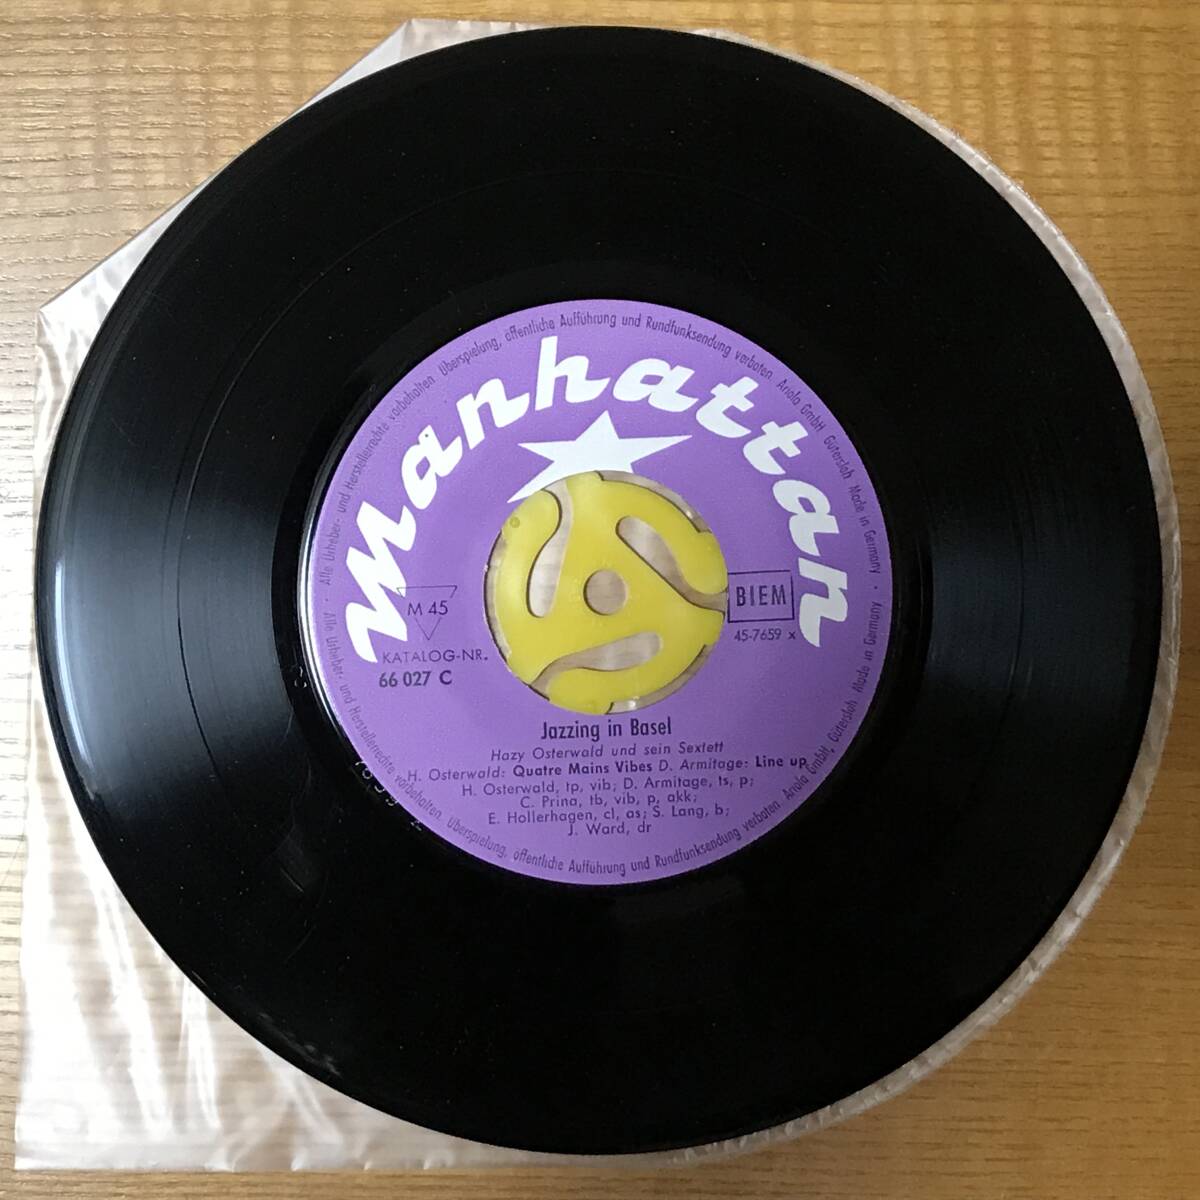 Alle Urheber- und Herstellerrechte vorbehalten. Überspielung, öffentliche Aufführung und Rundfunksendung verboten. Ariola GmbH. Gütersloh Made in Germany
Manhattan
M 45
BIEM
45-7659 x
KATALOG-NR.
66 027 C
Jazzing in Basel
Hazy Osterwald und sein Sextett
H. Osterwald: Quatre Mains Vibes D. Armitage: Line up
H. Osterwald, tp, vib; D. Armitage, ts, p;
C. Prina, tb, vib, p, akk;
E. Hollerhagen, cl, as; S. Lang, b;
J. Ward, dr
Alle Urheber- und Herstellerrechte vorbehalten. Überspielung, öffentliche Aufführung und Rundfunksendung verboten. Ariola GmbH, Gütersloh Made in Germany